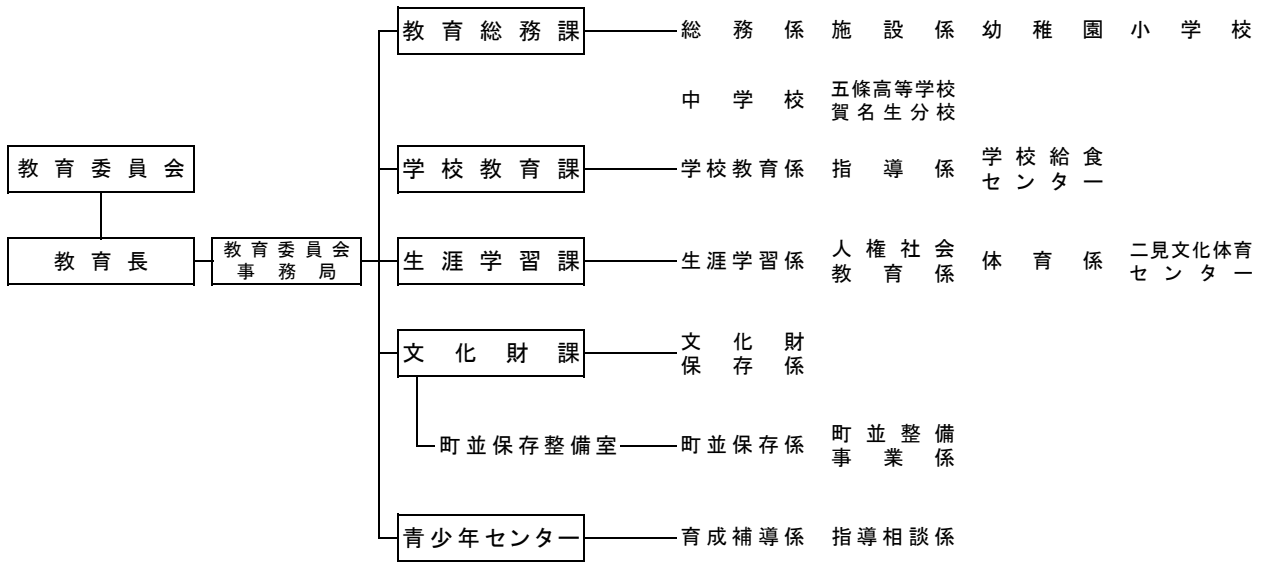 教育総務課 総務係 施設係 幼稚園 小学校
中学校 五條高等学校
賀名生分校
教育委員会
学校教育課 学校教育係 指導係 学校給食
センター
教育長 教育委員会
事務局
生涯学習課 生涯学習係 人権社会
教育係
体育係 二見文化体育
センター
文化財課 文化財
保存係
町並保存整備室 町並保存係 町並整備
事業係
青少年センター 育成補導係 指導相談係